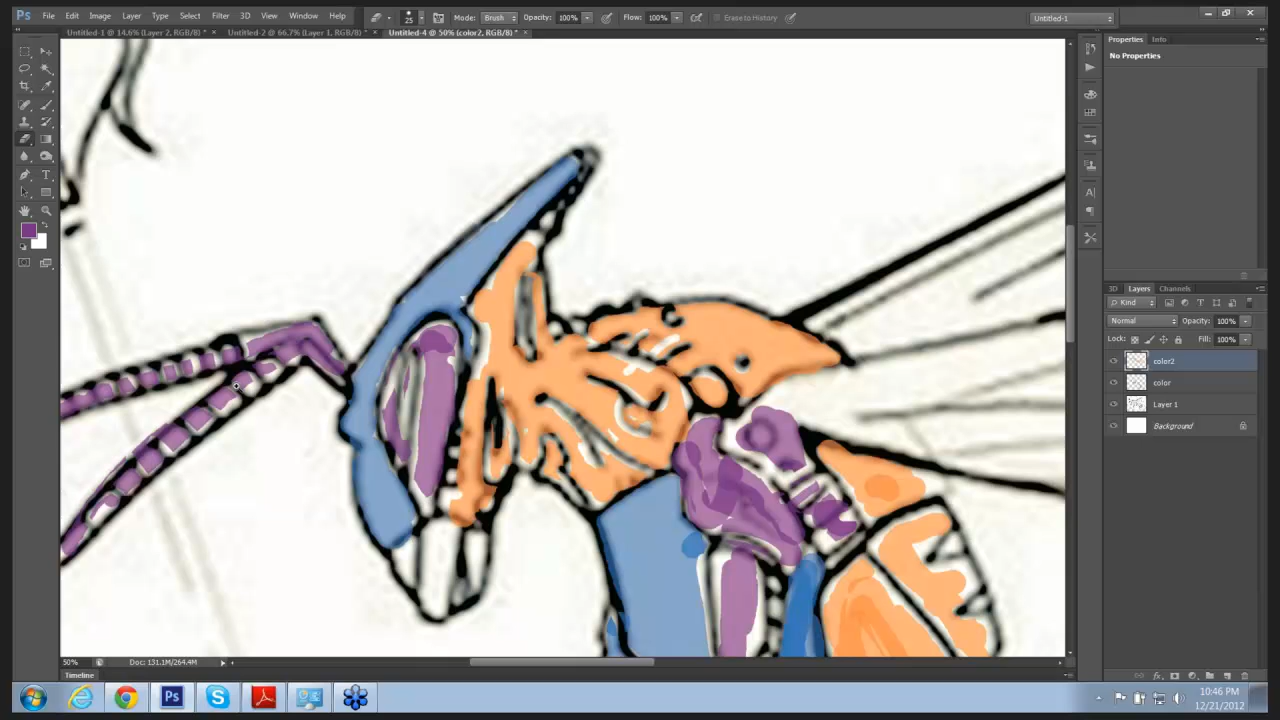 Ps File Edit Image Layer Type Select Filter 3D View Window Help
25 Mode: Brush Opacity: 100% Flow: 100% Erase to History Untitled-1
Untitled-1 @ 14.6% (Layer 2, RGB/8) * × Untitled-2 @ 66.7% (Layer 1, RGB/8) * × Untitled-4 @ 50% (color2, RGB/8) * ×
Properties Info
No Properties
3D Layers Channels
Kind
Normal Opacity: 100%
Lock: Fill: 100%
color2
color
Layer 1
Background
50% Doc: 131.1M/264.4M
Timeline
10:46 PM
12/21/2012